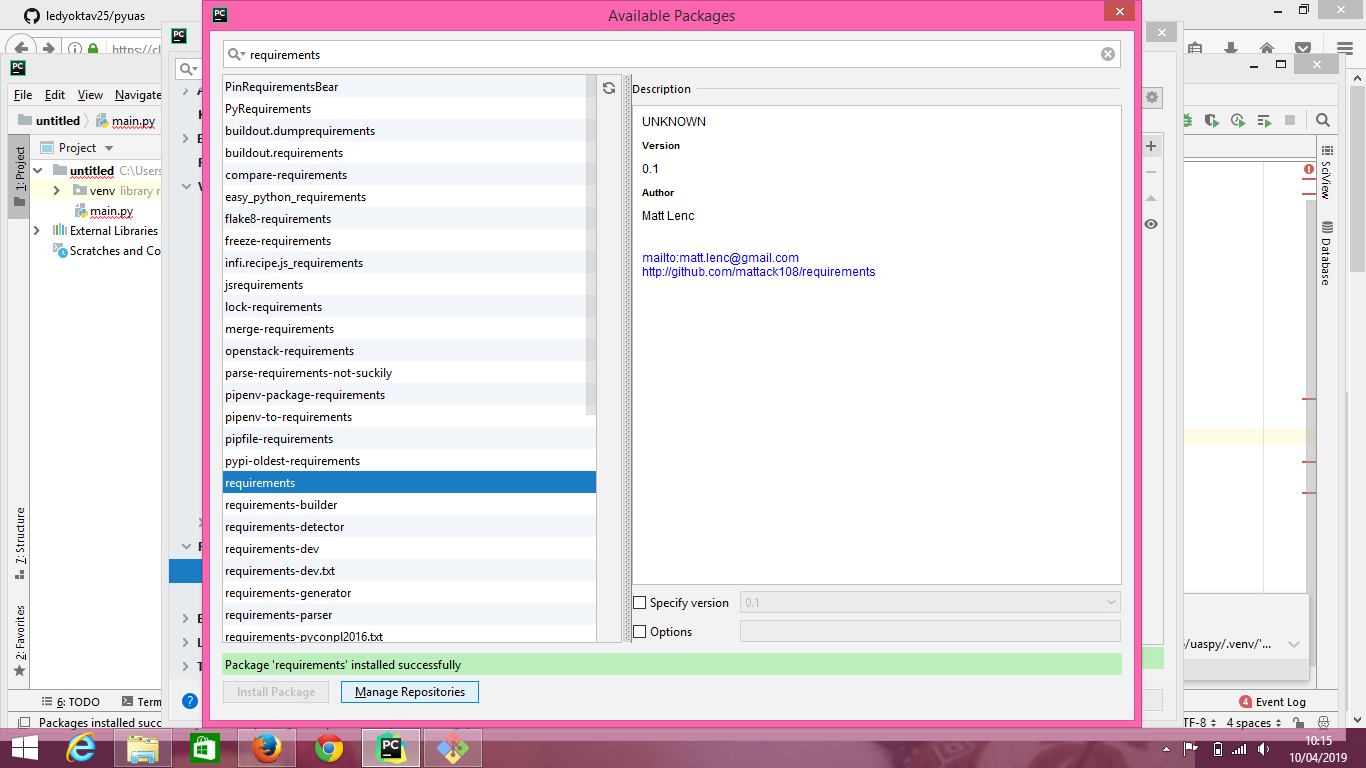 ledyoktav25/pyuas
Available Packages
https://cl
requirements
File Edit View Navigate
untitled
main.py
Project
untitled C:\Users
venv library r
main.py
External Libraries
Scratches and Co
1: Project
7: Structure
2: Favorites
PinRequirementsBear
PyRequirements
buildout.dumprequirements
buildout.requirements
compare-requirements
easy_python_requirements
flake8-requirements
freeze-requirements
infi.recipe.js_requirements
jsrequirements
lock-requirements
merge-requirements
openstack-requirements
parse-requirements-not-suckily
pipenv-package-requirements
pipenv-to-requirements
pipfile-requirements
pypi-oldest-requirements
requirements
requirements-builder
requirements-detector
requirements-dev
requirements-dev.txt
requirements-generator
requirements-parser
requirements-pyconpl2016.txt
Description
UNKNOWN
Version
0.1
Author
Matt Lenc
mailto:matt.lenc@gmail.com
http://github.com/mattack108/requirements
Specify version
0.1
Options
Package 'requirements' installed successfully
Install Package
Manage Repositories
SciView
Database
/uaspy/.venv/'...
6: TODO
Term
4 Event Log
Packages installed succ
TF-8
4 spaces
10:15
10/04/2019